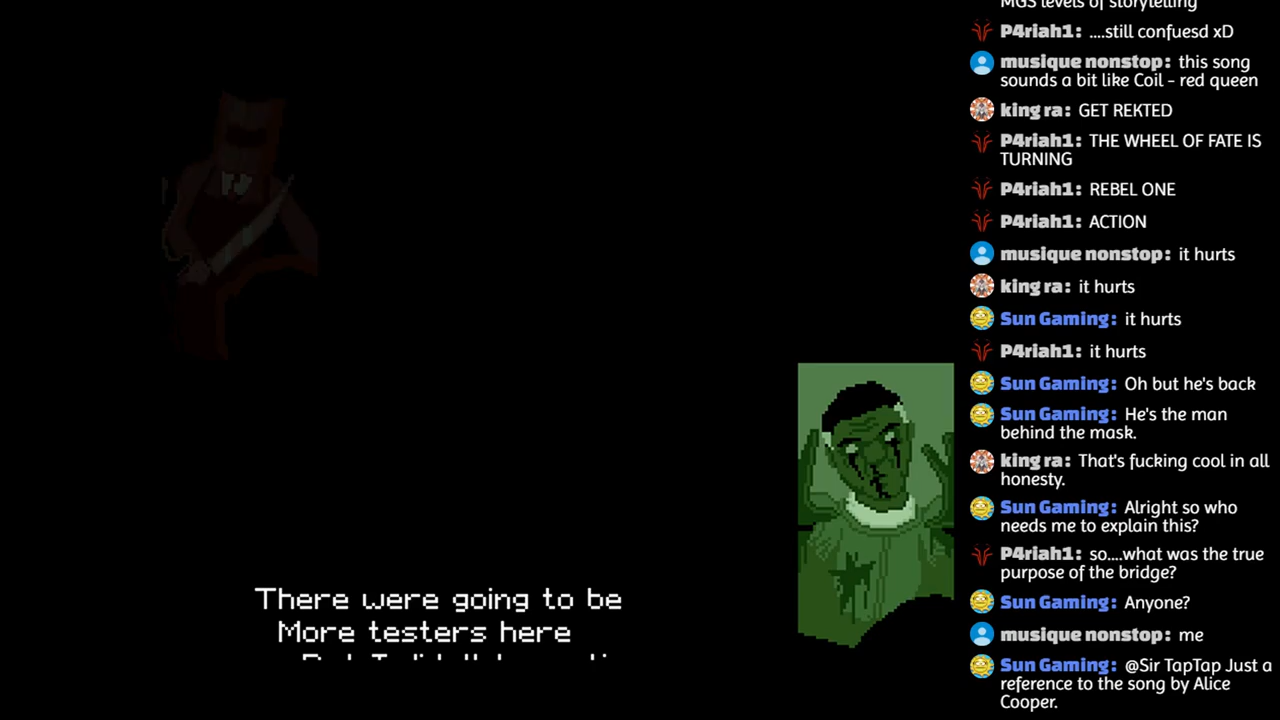 MGS levels of storytelling
P4riah1: ....still confuesd xD
musique nonstop: this song
sounds a bit like Coil - red queen
king ra: GET REKTED
P4riah1: THE WHEEL OF FATE IS
TURNING
P4riah1: REBEL ONE
P4riah1: ACTION
musique nonstop: it hurts
king ra: it hurts
Sun Gaming: it hurts
P4riah1: it hurts
Sun Gaming: Oh but he's back
Sun Gaming: He's the man
behind the mask.
king ra: That's fucking cool in all
honesty.
Sun Gaming: Alright so who
needs me to explain this?
P4riah1: so....what was the true
purpose of the bridge?
Sun Gaming: Anyone?
musique nonstop: me
Sun Gaming: @Sir TapTap Just a
reference to the song by Alice
Cooper.
There were going to be
More testers here